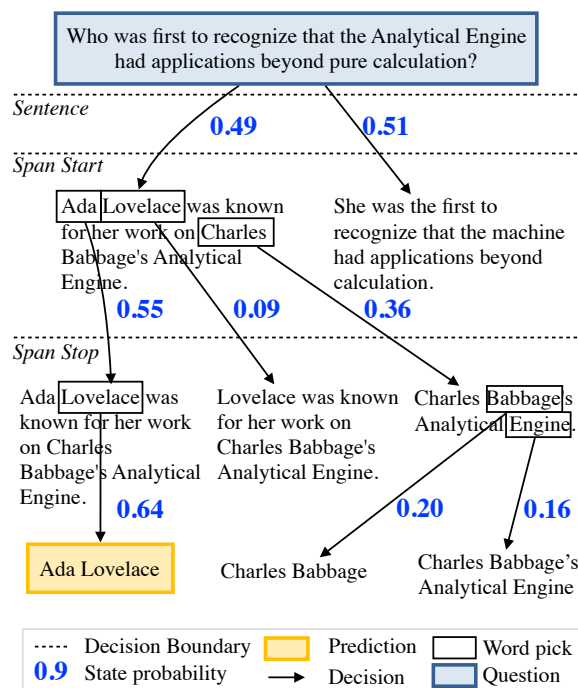 Who was first to recognize that the Analytical Engine
had applications beyond pure calculation?
Sentence
0.49
0.51
Span Start
Ada Lovelace was known
for her work on Charles
Babbage's Analytical
Engine.
She was the first to
recognize that the machine
had applications beyond
calculation.
0.55
0.09
0.36
Span Stop
Ada Lovelace was
known for her work
on Charles
Babbage's Analytical
Engine.
Lovelace was known
for her work on
Charles Babbage's
Analytical Engine.
Charles Babbage's
Analytical Engine.
0.64
0.20
0.16
Ada Lovelace
Charles Babbage
Charles Babbage's
Analytical Engine
Decision Boundary
Prediction
Word pick
0.9
State probability
Decision
Question